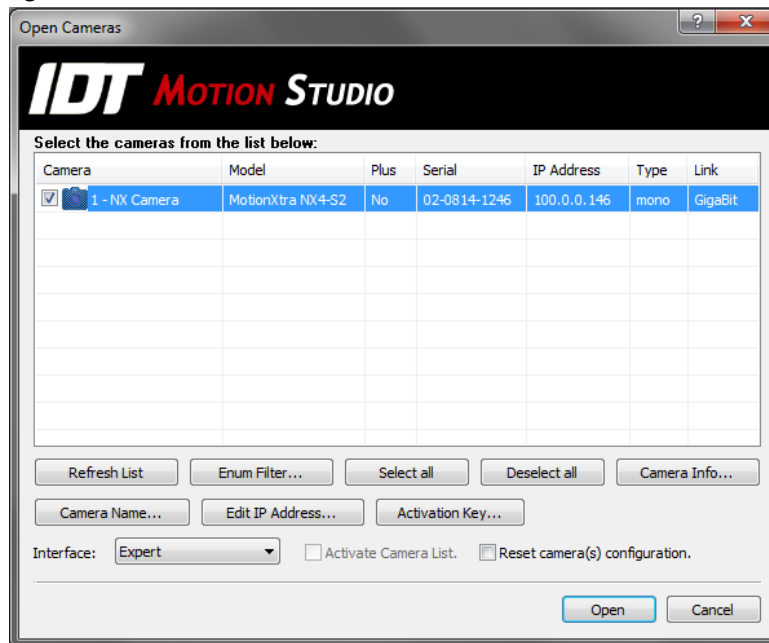 Open Cameras
IDT MOTION STUDIO
Select the cameras from the list below:
Camera Model Plus Serial IP Address Type Link
1 - NX Camera MotionXtra NX4-S2 No 02-0814-1246 100.0.0.146 mono GigaBit
Refresh List Enum Filter... Select all Deselect all Camera Info...
Camera Name... Edit IP Address... Activation Key...
Interface: Expert Activate Camera List. Reset camera(s) configuration.
Open Cancel